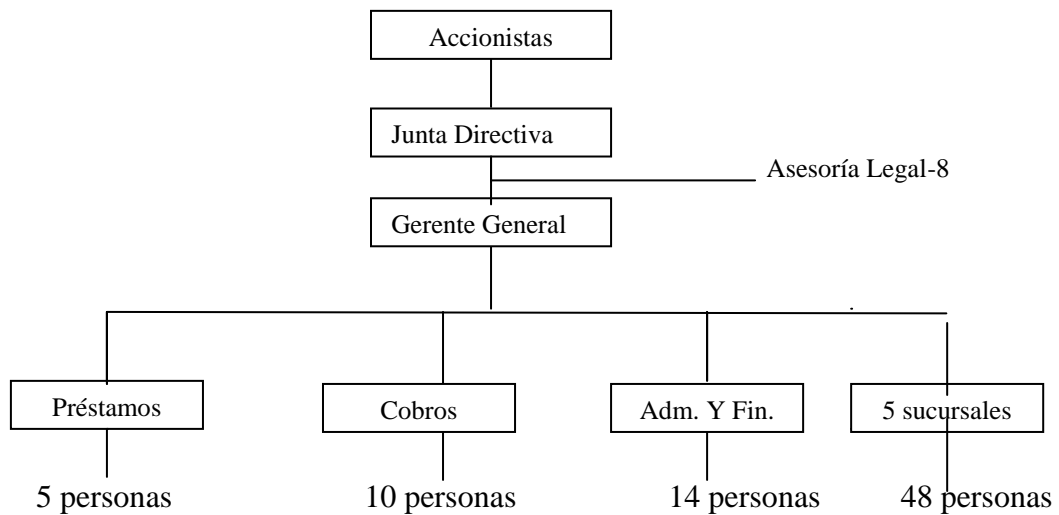 Accionistas
Junta Directiva
Asesoría Legal-8
Gerente General
Préstamos
Cobros
Adm. Y Fin.
5 sucursales
5 personas
10 personas
14 personas
48 personas